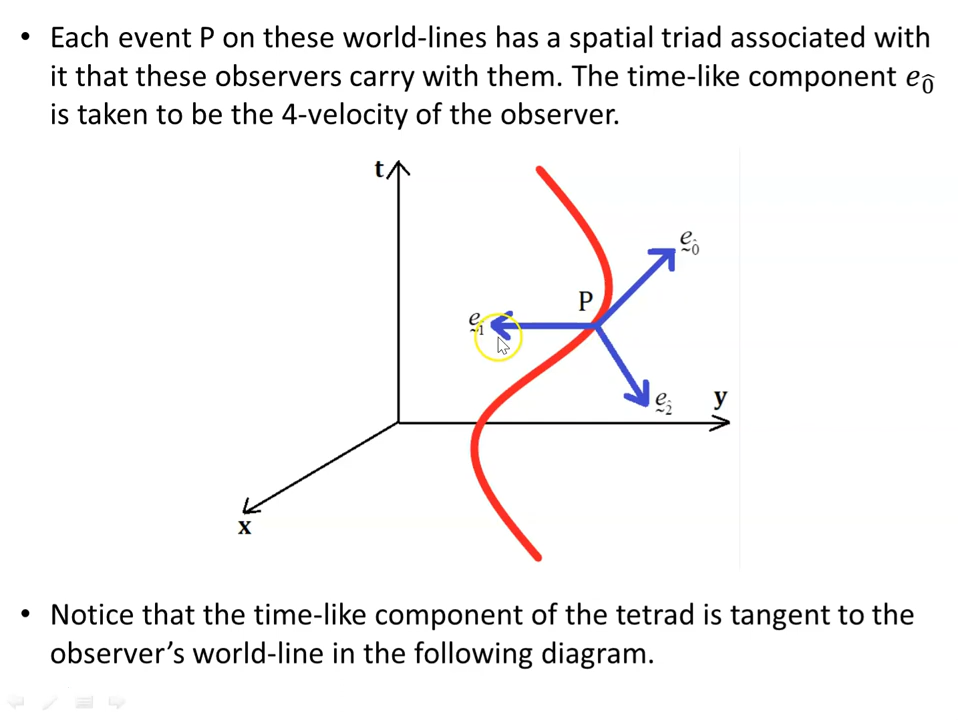 • Each event P on these world-lines has a spatial triad associated with
it that these observers carry with them. The time-like component e₀̂
is taken to be the 4-velocity of the observer.
t
e₀̂
P
e₁̂
e₂̂
y
x
• Notice that the time-like component of the tetrad is tangent to the
observer’s world-line in the following diagram.